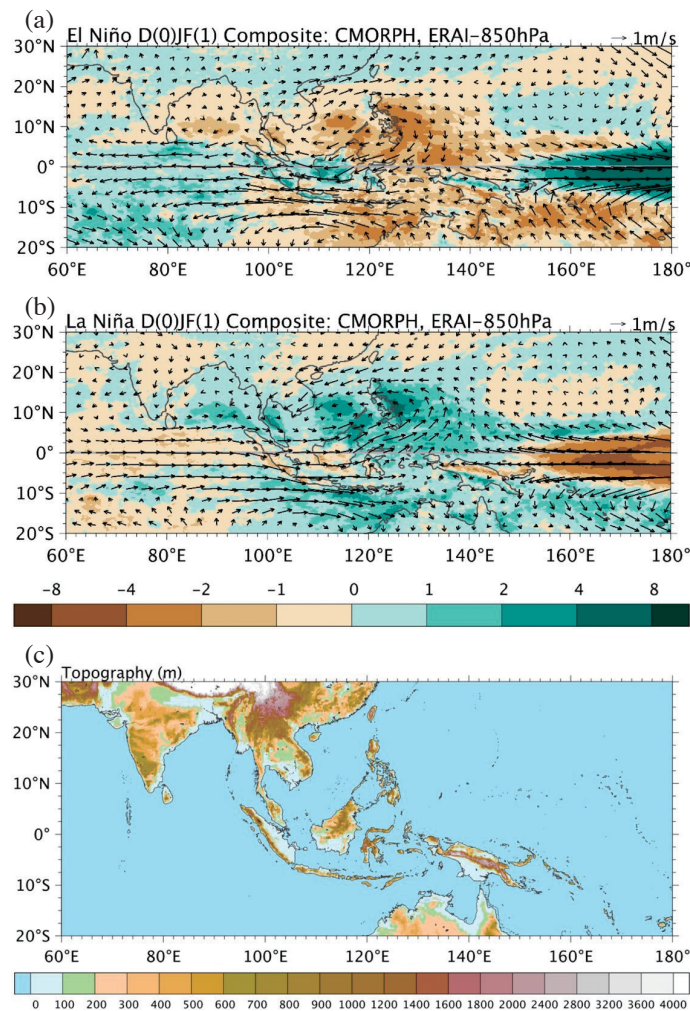 (a)
El Niño D(0)JF(1) Composite: CMORPH, ERAI-850hPa 1m/s
30°N
20°N
10°N
0°
10°S
20°S
60°E 80°E 100°E 120°E 140°E 160°E 180°
(b)
La Niña D(0)JF(1) Composite: CMORPH, ERAI-850hPa 1m/s
30°N
20°N
10°N
0°
10°S
20°S
60°E 80°E 100°E 120°E 140°E 160°E 180°
-8 -4 -2 -1 0 1 2 4 8
(c)
Topography (m)
30°N
20°N
10°N
0°
10°S
20°S
60°E 80°E 100°E 120°E 140°E 160°E 180°
0 100 200 300 400 500 600 700 800 900 1000 1200 1400 1600 1800 2000 2400 2800 3200 3600 4000